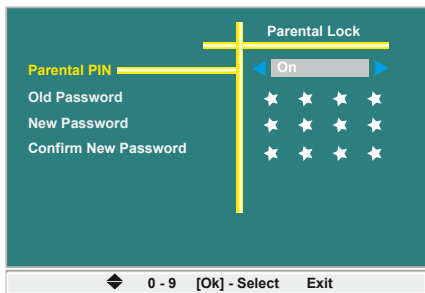 Parental Lock
Parental PIN On
Old Password
New Password
Confirm New Password
0 - 9 [Ok] - Select Exit